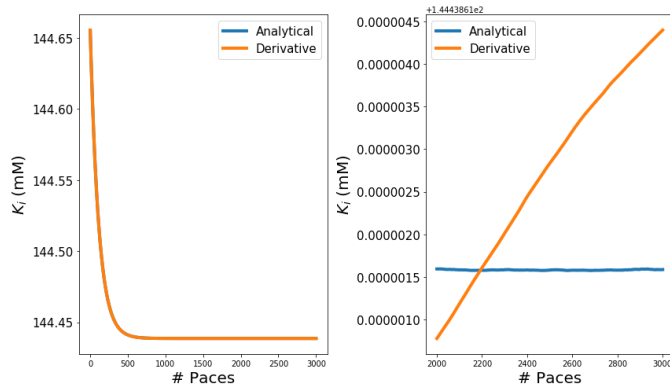 144.65
144.60
144.55
144.50
144.45
K_i (mM)
0 500 1000 1500 2000 2500 3000
# Paces
Analytical
Derivative
+1.4443861e2
0.0000045
0.0000040
0.0000035
0.0000030
0.0000025
0.0000020
0.0000015
0.0000010
K_i (mM)
2000 2200 2400 2600 2800 3000
# Paces
Analytical
Derivative